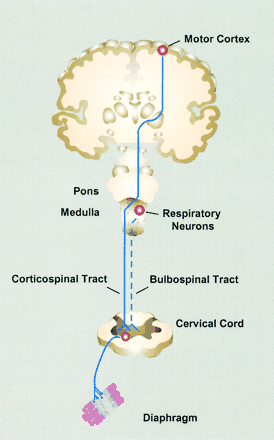 Motor Cortex
Pons
Medulla
Respiratory
Neurons
Corticospinal Tract
Bulbospinal Tract
Cervical Cord
Diaphragm